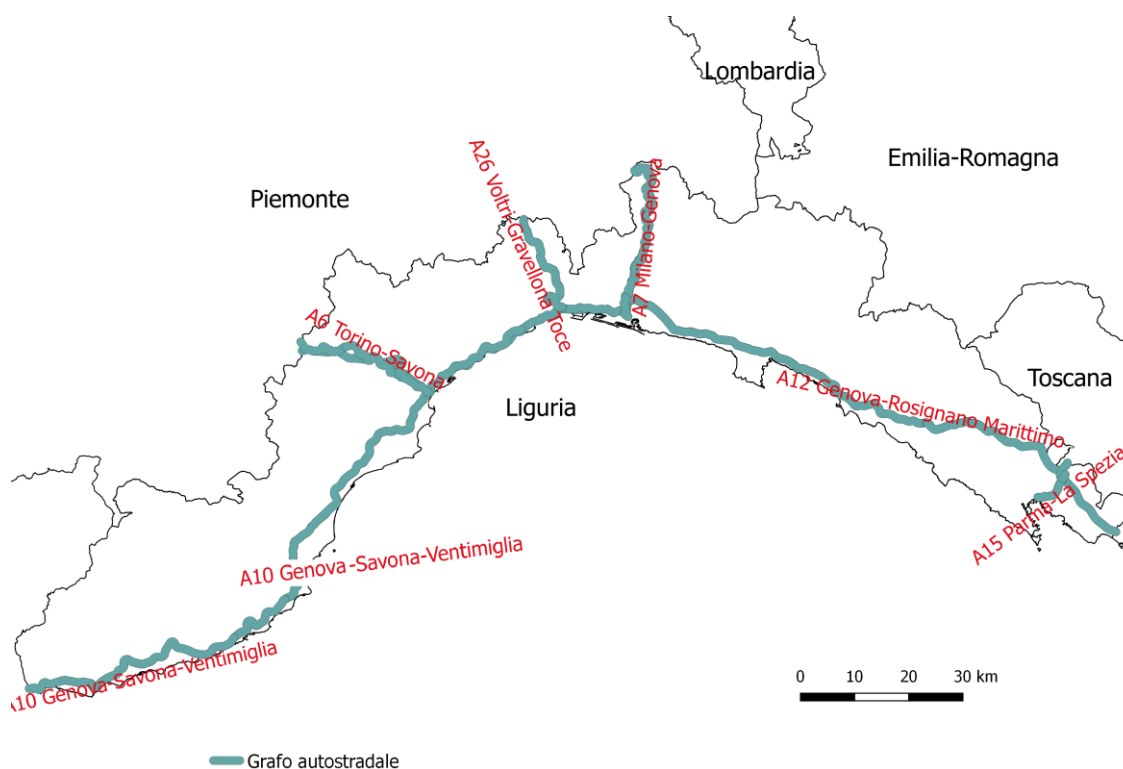 Lombardia
Emilia-Romagna
Piemonte
A26 Voltri-Gravellona Toce
A7 Milano-Genova
A6 Torino-Savona
Toscana
Liguria
A12 Genova-Rosignano Marittimo
A15 Parma-La Spezia
A10 Genova-Savona-Ventimiglia
A10 Genova-Savona-Ventimiglia
0 10 20 30 km
Grafo autostradale